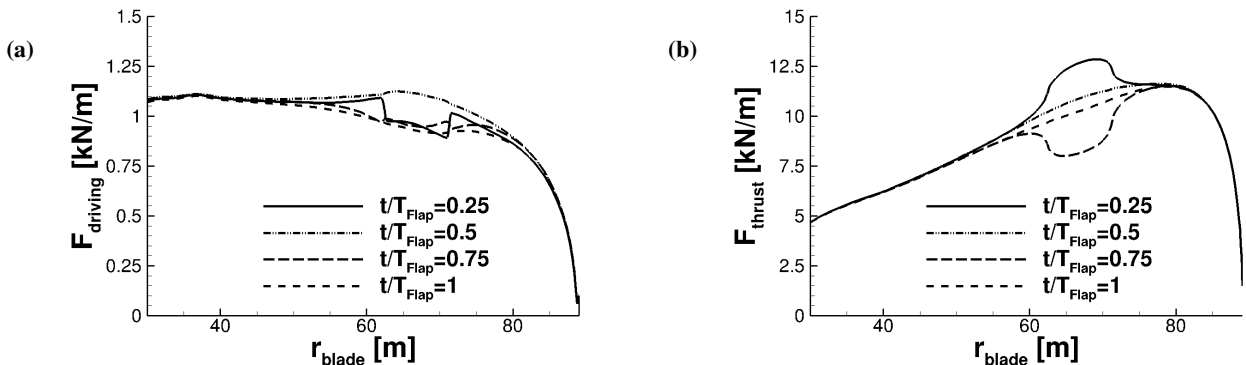 (a)
F_driving [kN/m]
1.5
1.25
1
0.75
0.5
0.25
0
40
60
80
r_blade [m]
t/T_Flap=0.25
t/T_Flap=0.5
t/T_Flap=0.75
t/T_Flap=1
(b)
F_thrust [kN/m]
15
12.5
10
7.5
5
2.5
0
40
60
80
r_blade [m]
t/T_Flap=0.25
t/T_Flap=0.5
t/T_Flap=0.75
t/T_Flap=1